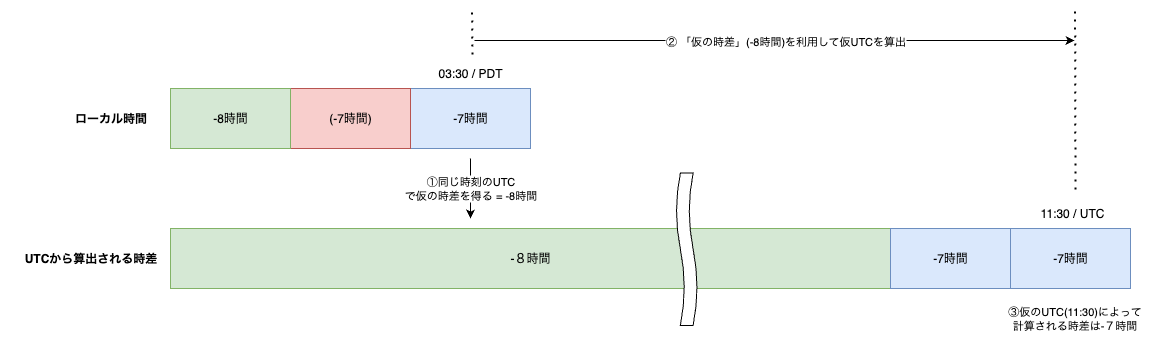 ② 「仮の時差」(-8時間)を利用して仮UTCを算出
03:30 / PDT
ローカル時間
-8時間
(-7時間)
-7時間
①同じ時刻のUTC
で仮の時差を得る = -8時間
11:30 / UTC
UTCから算出される時差
-８時間
-7時間
-7時間
③仮のUTC(11:30)によって
計算される時差は-７時間